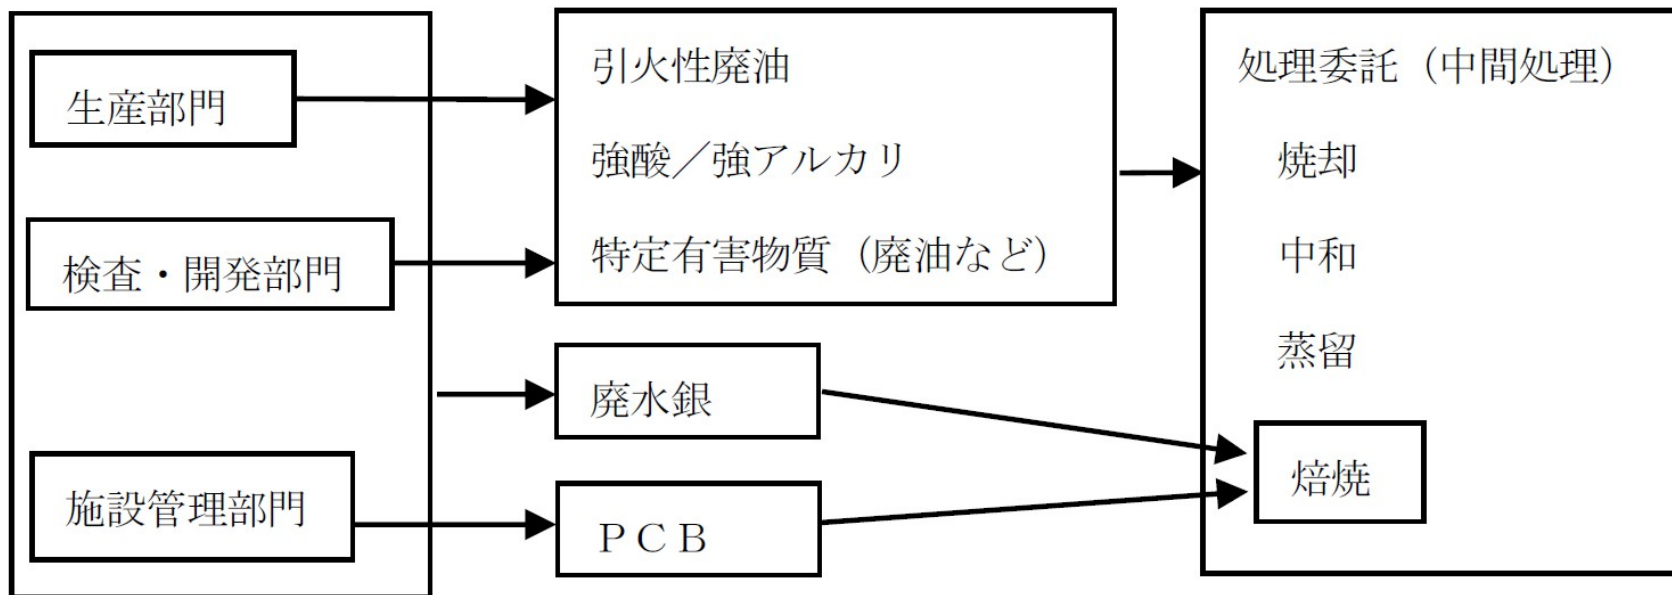 生産部門
検査・開発部門
施設管理部門
引火性廃油
強酸／強アルカリ
特定有害物質（廃油など）
廃水銀
ＰＣＢ
処理委託（中間処理）
焼却
中和
蒸留
焙焼